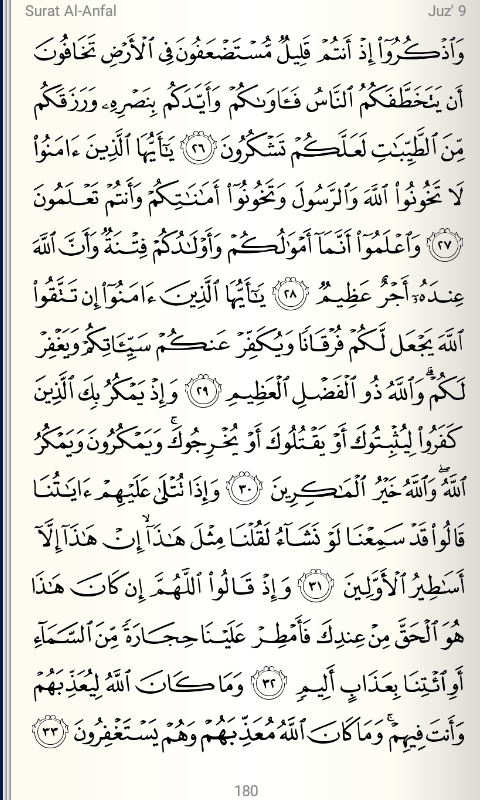 Surat Al-Anfal Juz' 9
وَٱذۡكُرُوٓاْ إِذۡ أَنتُمۡ قَلِيلٞ مُّسۡتَضۡعَفُونَ فِي ٱلۡأَرۡضِ تَخَافُونَ
أَن يَتَخَطَّفَكُمُ ٱلنَّاسُ فَـَٔاوَىٰكُمۡ وَأَيَّدَكُم بِنَصۡرِهِۦ وَرَزَقَكُم
مِّنَ ٱلطَّيِّبَٰتِ لَعَلَّكُمۡ تَشۡكُرُونَ ٢٦ يَٰٓأَيُّهَا ٱلَّذِينَ ءَامَنُواْ
لَا تَخُونُواْ ٱللَّهَ وَٱلرَّسُولَ وَتَخُونُوٓاْ أَمَٰنَٰتِكُمۡ وَأَنتُمۡ تَعۡلَمُونَ
٢٧ وَٱعۡلَمُوٓاْ أَنَّمَآ أَمۡوَٰلُكُمۡ وَأَوۡلَٰدُكُمۡ فِتۡنَةٞ وَأَنَّ ٱللَّهَ
عِندَهُۥٓ أَجۡرٌ عَظِيمٞ ٢٨ يَٰٓأَيُّهَا ٱلَّذِينَ ءَامَنُوٓاْ إِن تَتَّقُواْ
ٱللَّهَ يَجۡعَل لَّكُمۡ فُرۡقَانٗا وَيُكَفِّرۡ عَنكُمۡ سَيِّـَٔاتِكُمۡ وَيَغۡفِرۡ
لَكُمۡۗ وَٱللَّهُ ذُو ٱلۡفَضۡلِ ٱلۡعَظِيمِ ٢٩ وَإِذۡ يَمۡكُرُ بِكَ ٱلَّذِينَ
كَفَرُواْ لِيُثۡبِتُوكَ أَوۡ يَقۡتُلُوكَ أَوۡ يُخۡرِجُوكَۚ وَيَمۡكُرُونَ وَيَمۡكُرُ
ٱللَّهُۖ وَٱللَّهُ خَيۡرُ ٱلۡمَٰكِرِينَ ٣٠ وَإِذَا تُتۡلَىٰ عَلَيۡهِمۡ ءَايَٰتُنَا
قَالُواْ قَدۡ سَمِعۡنَا لَوۡ نَشَآءُ لَقُلۡنَا مِثۡلَ هَٰذَآۙ إِنۡ هَٰذَآ إِلَّآ
أَسَٰطِيرُ ٱلۡأَوَّلِينَ ٣١ وَإِذۡ قَالُواْ ٱللَّهُمَّ إِن كَانَ هَٰذَا
هُوَ ٱلۡحَقَّ مِنۡ عِندِكَ فَأَمۡطِرۡ عَلَيۡنَا حِجَارَةٗ مِّنَ ٱلسَّمَآءِ
أَوِ ٱئۡتِنَا بِعَذَابٍ أَلِيمٖ ٣٢ وَمَا كَانَ ٱللَّهُ لِيُعَذِّبَهُمۡ
وَأَنتَ فِيهِمۡۚ وَمَا كَانَ ٱللَّهُ مُعَذِّبَهُمۡ وَهُمۡ يَسۡتَغۡفِرُونَ ٣٣
180